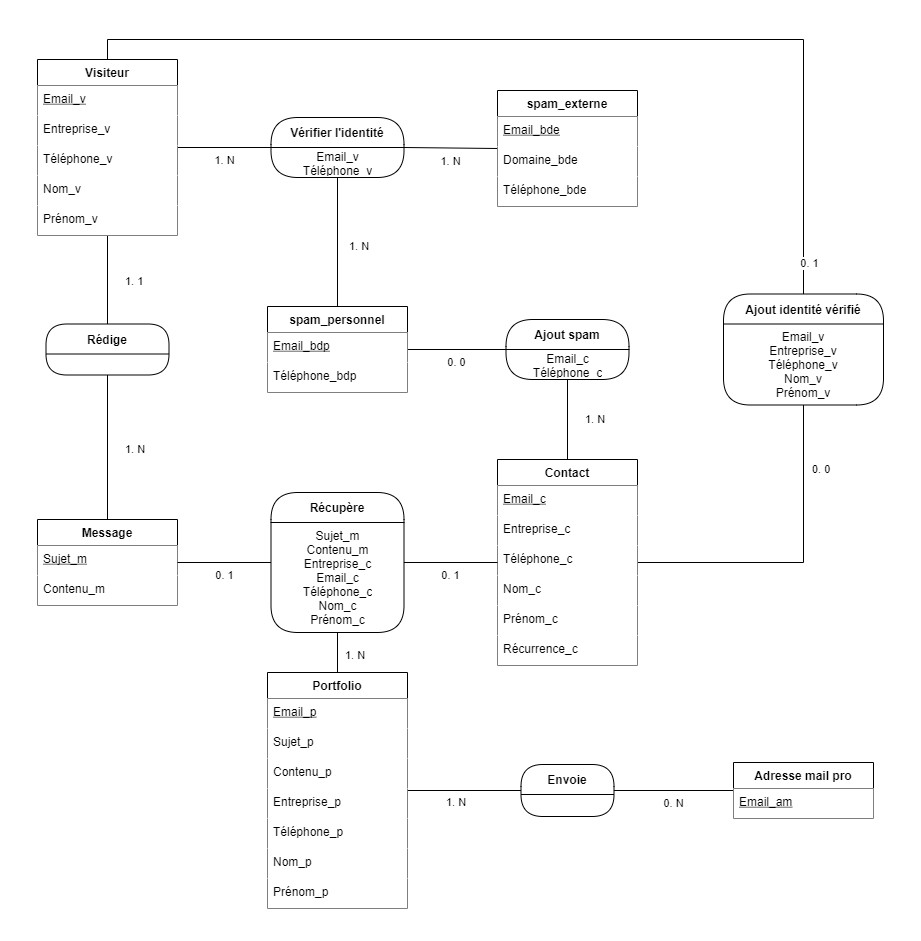 Visiteur
Email_v
Entreprise_v
Téléphone_v
Nom_v
Prénom_v
1. N
Vérifier l'identité
Email_v
Téléphone_v
1. N
spam_externe
Email_bde
Domaine_bde
Téléphone_bde
1. N
1. 1
0. 1
Rédige
spam_personnel
Email_bdp
Téléphone_bdp
0. 0
Ajout spam
Email_c
Téléphone_c
Ajout identité vérifié
Email_v
Entreprise_v
Téléphone_v
Nom_v
Prénom_v
1. N
1. N
0. 0
Message
Sujet_m
Contenu_m
0. 1
Récupère
Sujet_m
Contenu_m
Entreprise_c
Email_c
Téléphone_c
Nom_c
Prénom_c
0. 1
Contact
Email_c
Entreprise_c
Téléphone_c
Nom_c
Prénom_c
Récurrence_c
1. N
Portfolio
Email_p
Sujet_p
Contenu_p
Entreprise_p
Téléphone_p
Nom_p
Prénom_p
1. N
Envoie
0. N
Adresse mail pro
Email_am